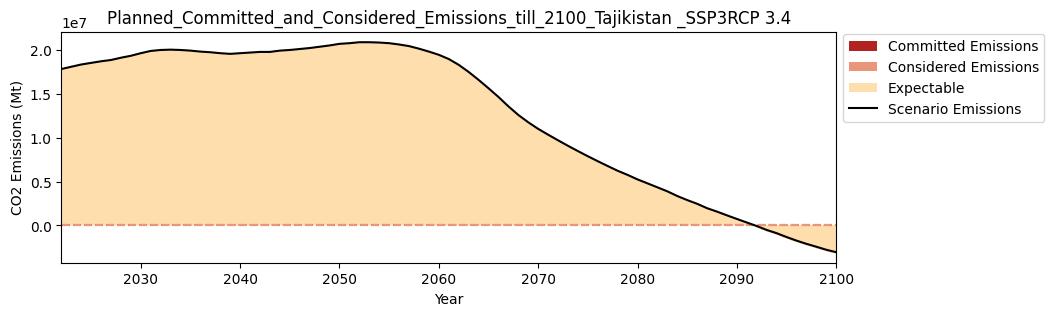 Planned_Committed_and_Considered_Emissions_till_2100_Tajikistan _SSP3RCP 3.4
1e7
2.0
1.5
1.0
0.5
0.0
CO2 Emissions (Mt)
2030 2040 2050 2060 2070 2080 2090 2100
Year
Committed Emissions
Considered Emissions
Expectable
Scenario Emissions